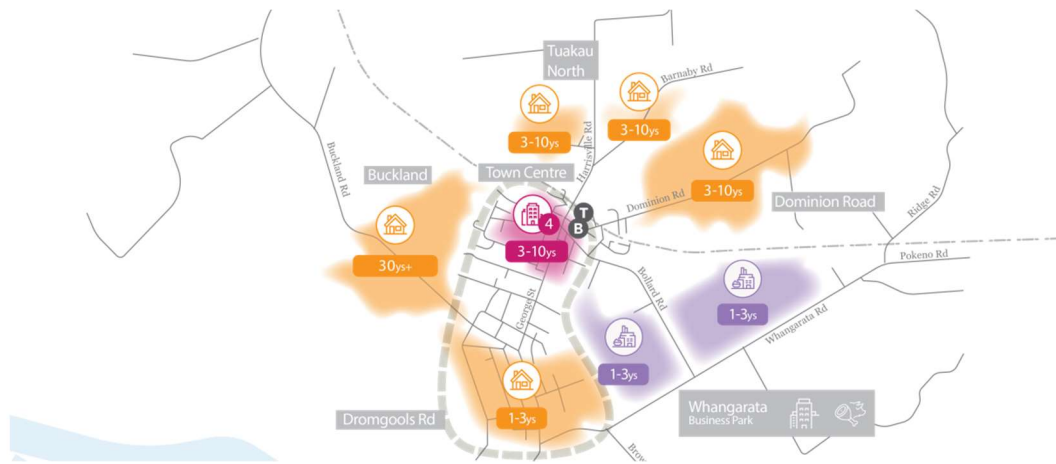 Tuakau
North
Barnaby Rd
3-10ys
3-10ys
Harrisville Rd
Buckland Rd
Buckland
Town Centre
3-10ys
Dominion Road
Ridge Rd
Dominion Rd
T
B
4
3-10ys
30ys+
Pokeno Rd
Bollard Rd
1-3ys
Whangarata Rd
George St
1-3ys
1-3ys
Dromgools Rd
Whangarata
Business Park
Brow